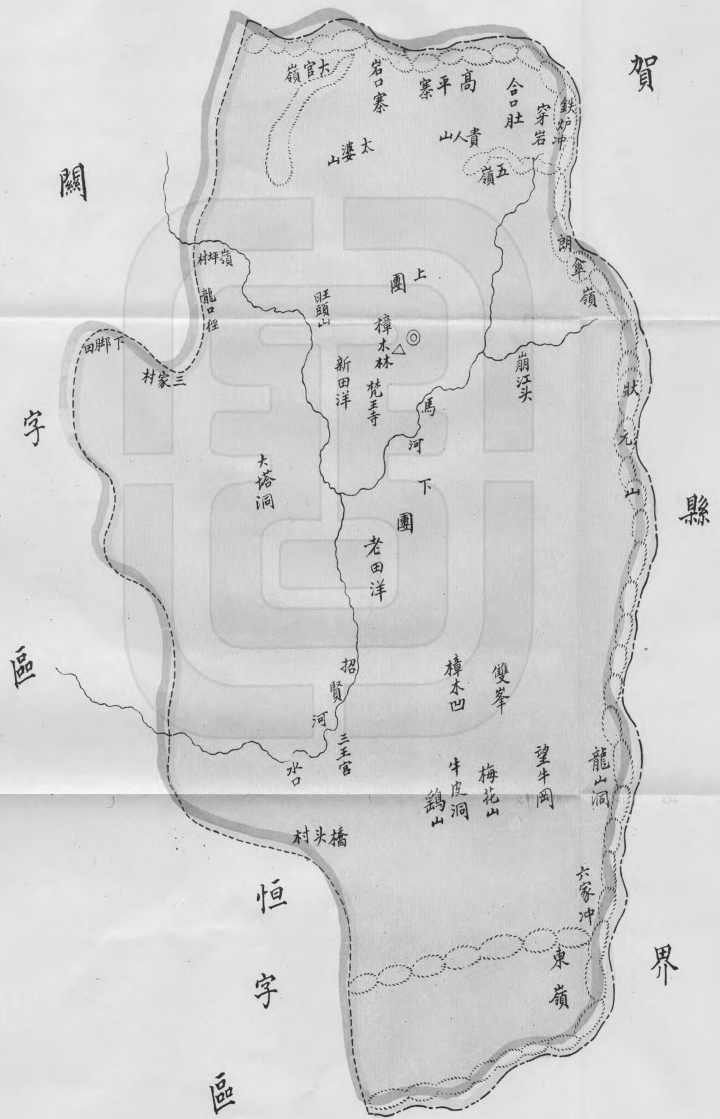 賀
縣
界
關
字
區
恒
字
區
大官嶺
岩口寨
高平寨
合口肚
穿岩
鉄炉冲
貴人山
太婆山
五嶺
朗傘嶺
嶺坪村
龍口徑
旺頭山
上團
樟木林
梵王寺
新田洋
崩江头
狀元山
下脚田
三家村
馬河
下團
大塔洞
老田洋
招賢河
三王宮
水口
樟木凹
雙峯
望牛岡
龍山洞
梅花山
牛皮洞
鷄山
橋头村
六家冲
東嶺